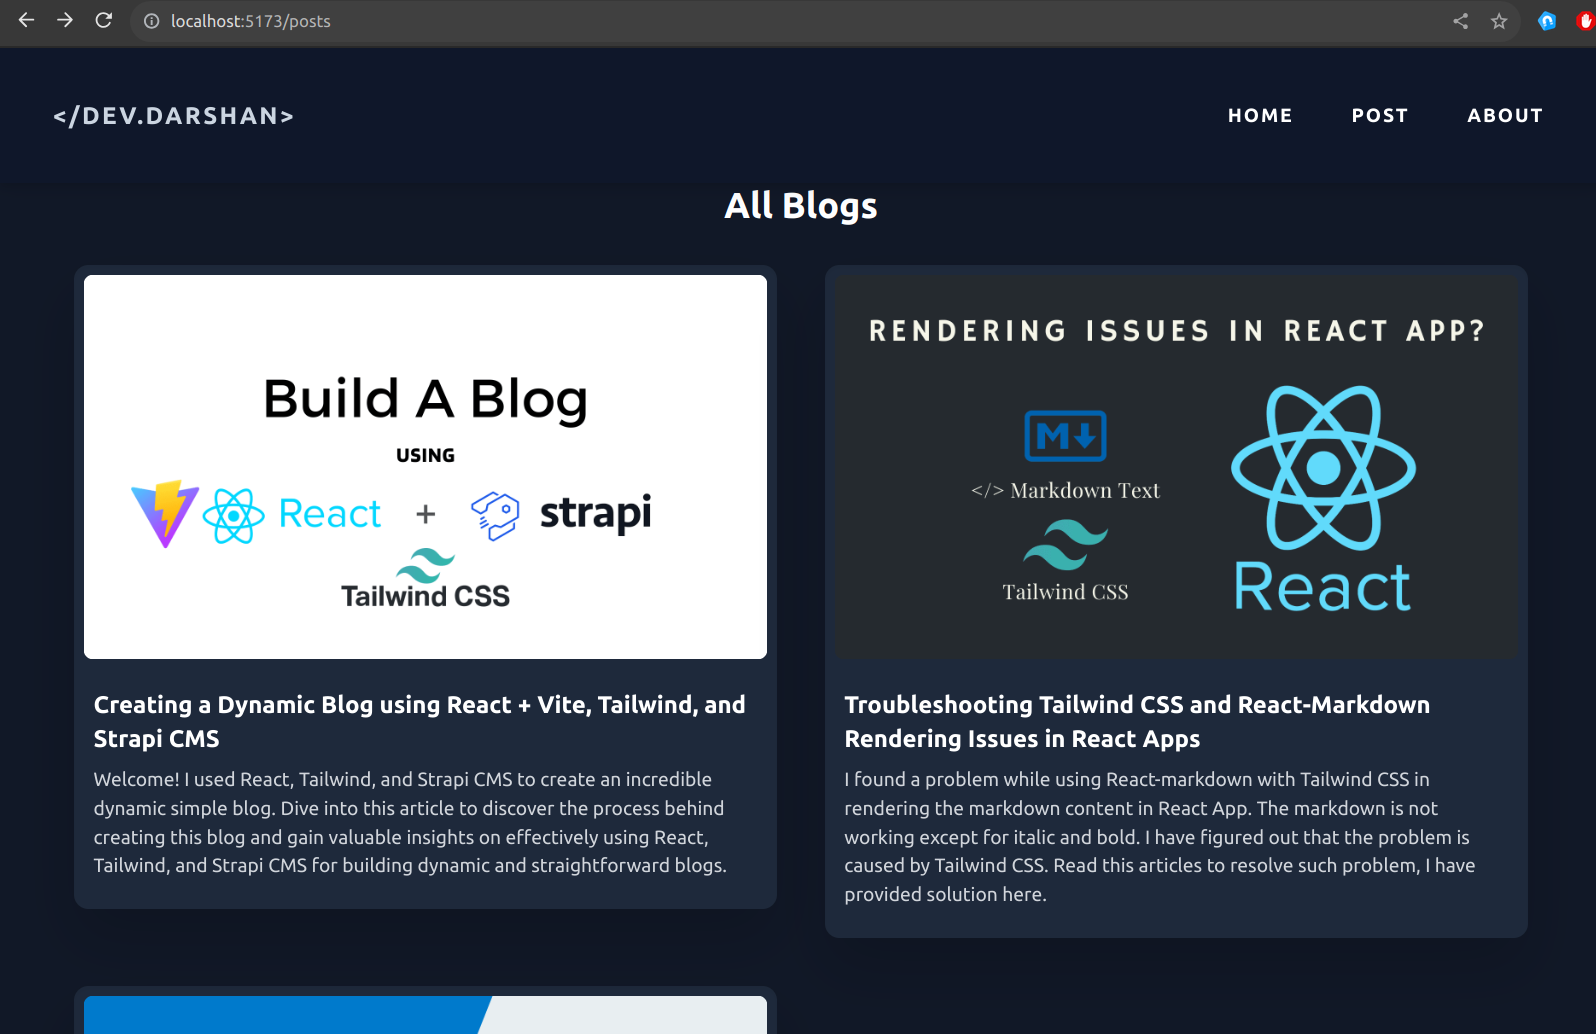 localhost:5173/posts
</DEV.DARSHAN>
HOME POST ABOUT
All Blogs
Build A Blog
USING
React + strapi
Tailwind CSS
Creating a Dynamic Blog using React + Vite, Tailwind, and
Strapi CMS
Welcome! I used React, Tailwind, and Strapi CMS to create an incredible
dynamic simple blog. Dive into this article to discover the process behind
creating this blog and gain valuable insights on effectively using React,
Tailwind, and Strapi CMS for building dynamic and straightforward blogs.
RENDERING ISSUES IN REACT APP?
M
</> Markdown Text
Tailwind CSS
React
Troubleshooting Tailwind CSS and React-Markdown
Rendering Issues in React Apps
I found a problem while using React-markdown with Tailwind CSS in
rendering the markdown content in React App. The markdown is not
working except for italic and bold. I have figured out that the problem is
caused by Tailwind CSS. Read this articles to resolve such problem, I have
provided solution here.